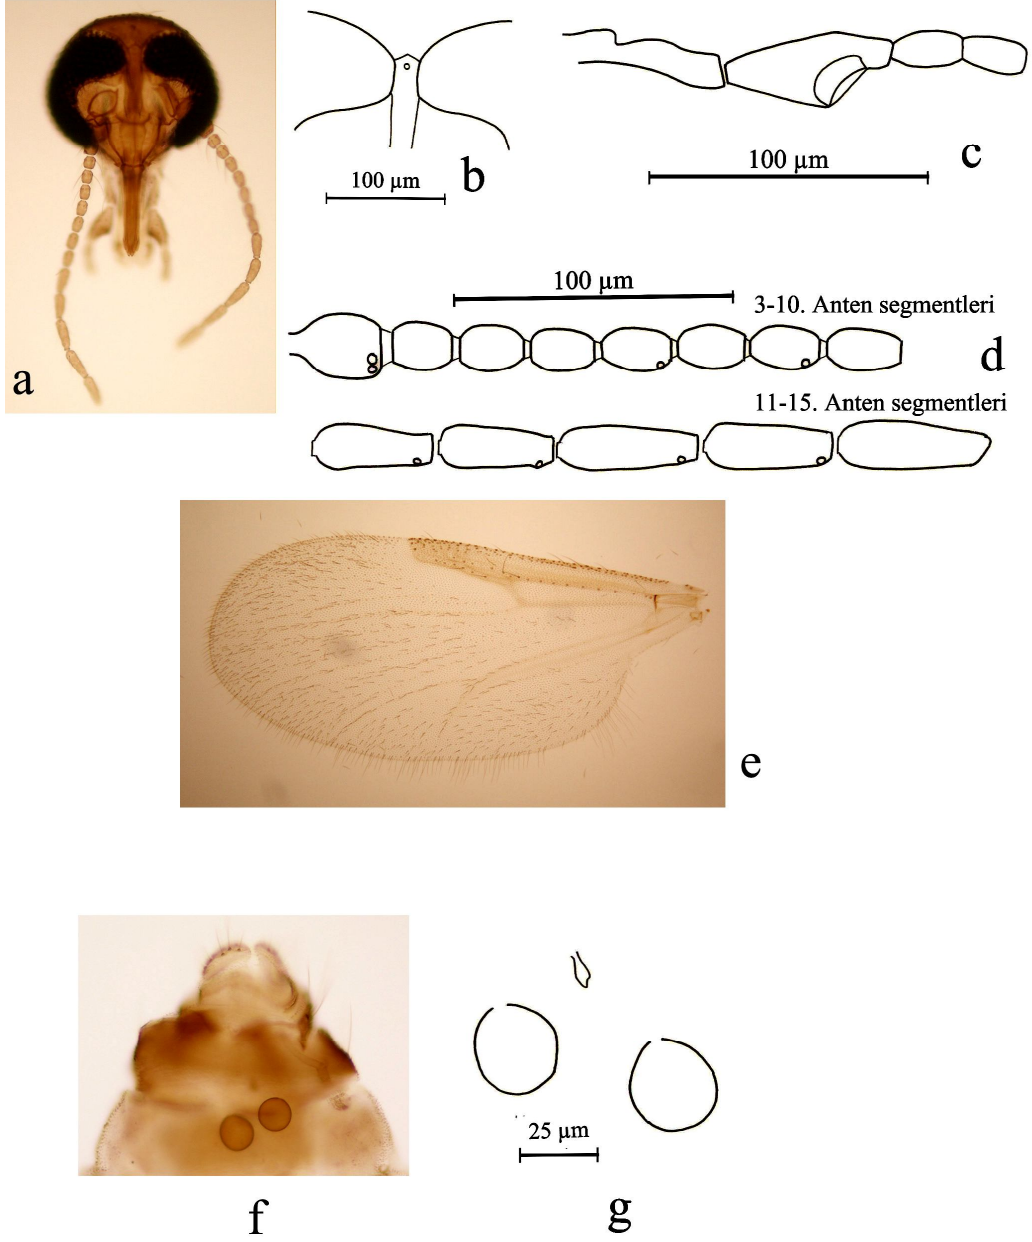 a
100 µm
b
100 µm
c
100 µm
3-10. Anten segmentleri
d
11-15. Anten segmentleri
e
f
25 µm
g